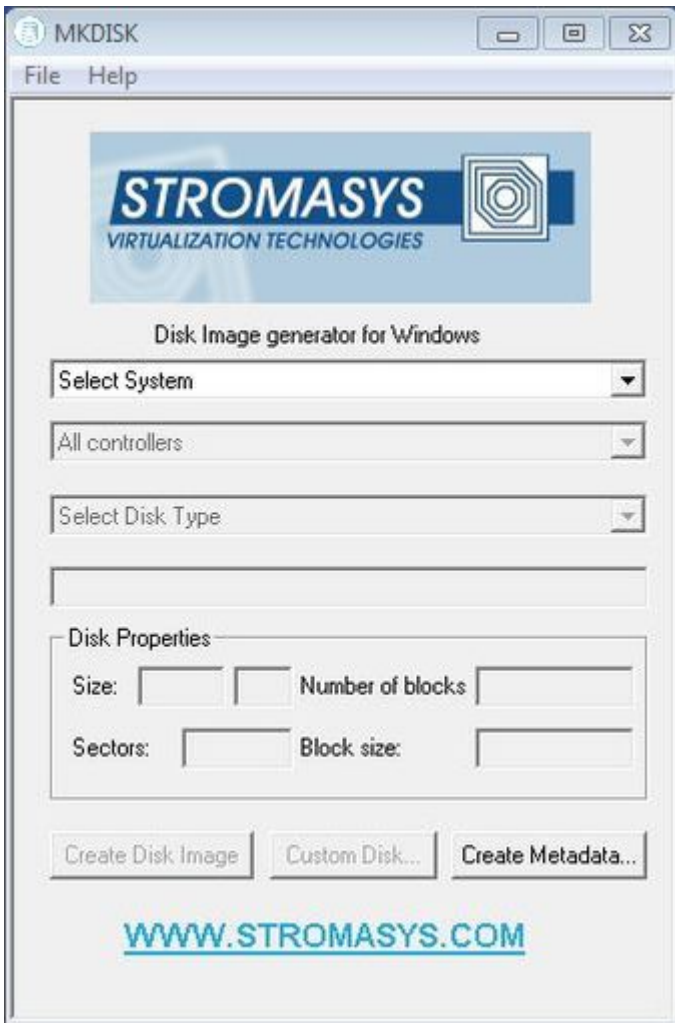 MKDISK
File Help
STROMASYS
VIRTUALIZATION TECHNOLOGIES
Disk Image generator for Windows
Select System
All controllers
Select Disk Type
Disk Properties
Size: Number of blocks
Sectors: Block size:
Create Disk Image Custom Disk... Create Metadata...
WWW.STROMASYS.COM